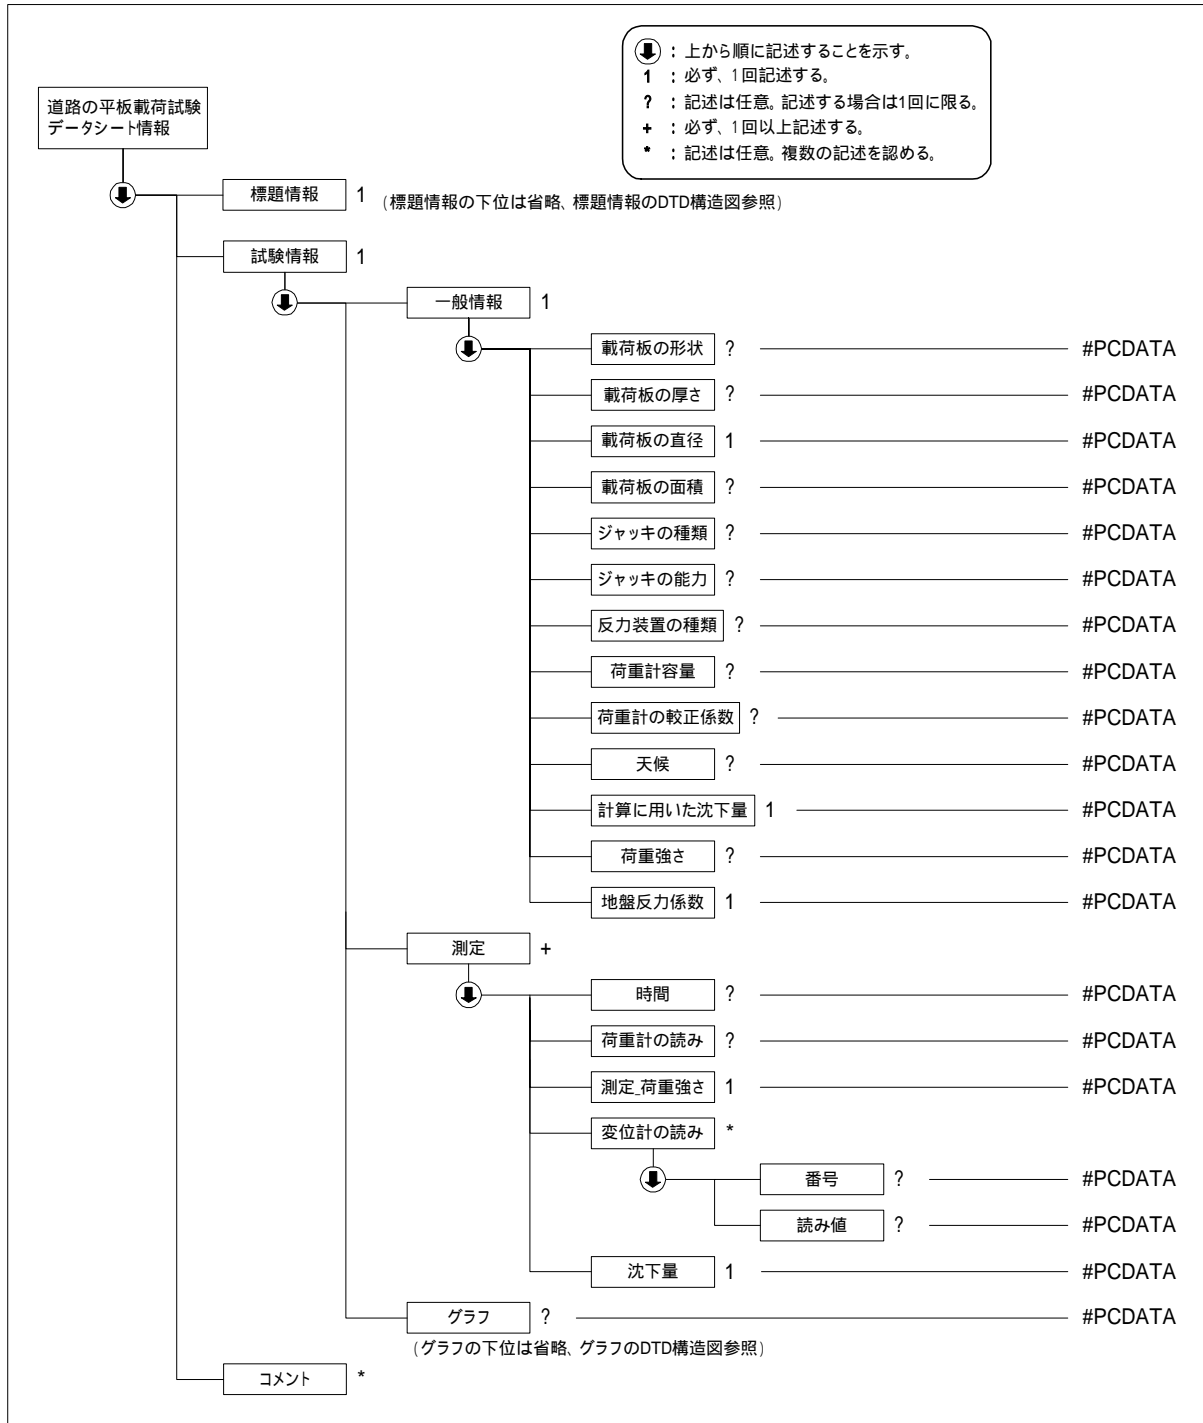 : 上から順に記述することを示す。
1 : 必ず、1回記述する。
? : 記述は任意。記述する場合は1回に限る。
+ : 必ず、1回以上記述する。
* : 記述は任意。複数の記述を認める。
道路の平板載荷試験
データシート情報
標題情報 1 (標題情報の下位は省略、標題情報のDTD構造図参照)
試験情報 1
一般情報 1
載荷板の形状 ? #PCDATA
載荷板の厚さ ? #PCDATA
載荷板の直径 1 #PCDATA
載荷板の面積 ? #PCDATA
ジャッキの種類 ? #PCDATA
ジャッキの能力 ? #PCDATA
反力装置の種類 ? #PCDATA
荷重計容量 ? #PCDATA
荷重計の較正係数 ? #PCDATA
天候 ? #PCDATA
計算に用いた沈下量 1 #PCDATA
荷重強さ ? #PCDATA
地盤反力係数 1 #PCDATA
測定 +
時間 ? #PCDATA
荷重計の読み ? #PCDATA
測定_荷重強さ 1 #PCDATA
変位計の読み *
番号 ? #PCDATA
読み値 ? #PCDATA
沈下量 1 #PCDATA
グラフ ? #PCDATA
(グラフの下位は省略、グラフのDTD構造図参照)
コメント *